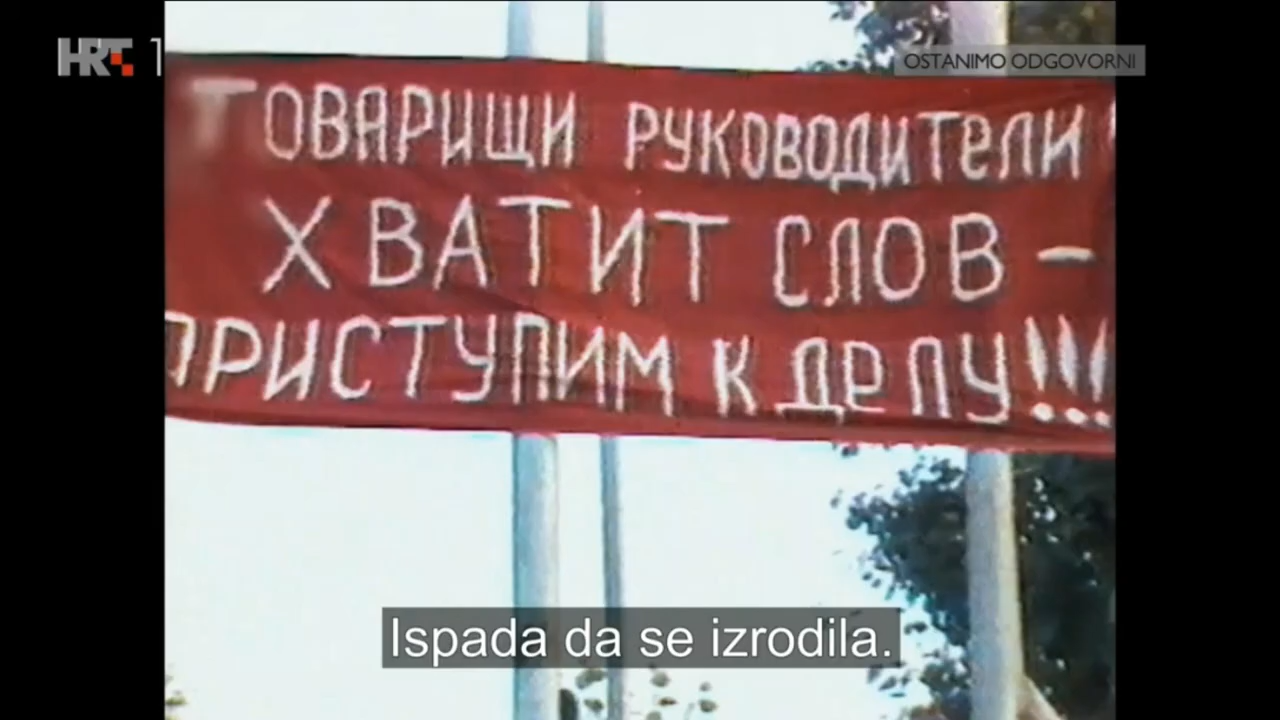 HRT 1
OSTANIMO ODGOVORNI
ТОВАРИЩИ РУКОВОДИТЕЛИ
ХВАТИТ СЛОВ -
ПРИСТУПИМ К ДЕЛУ!!!
Ispada da se izrodila.